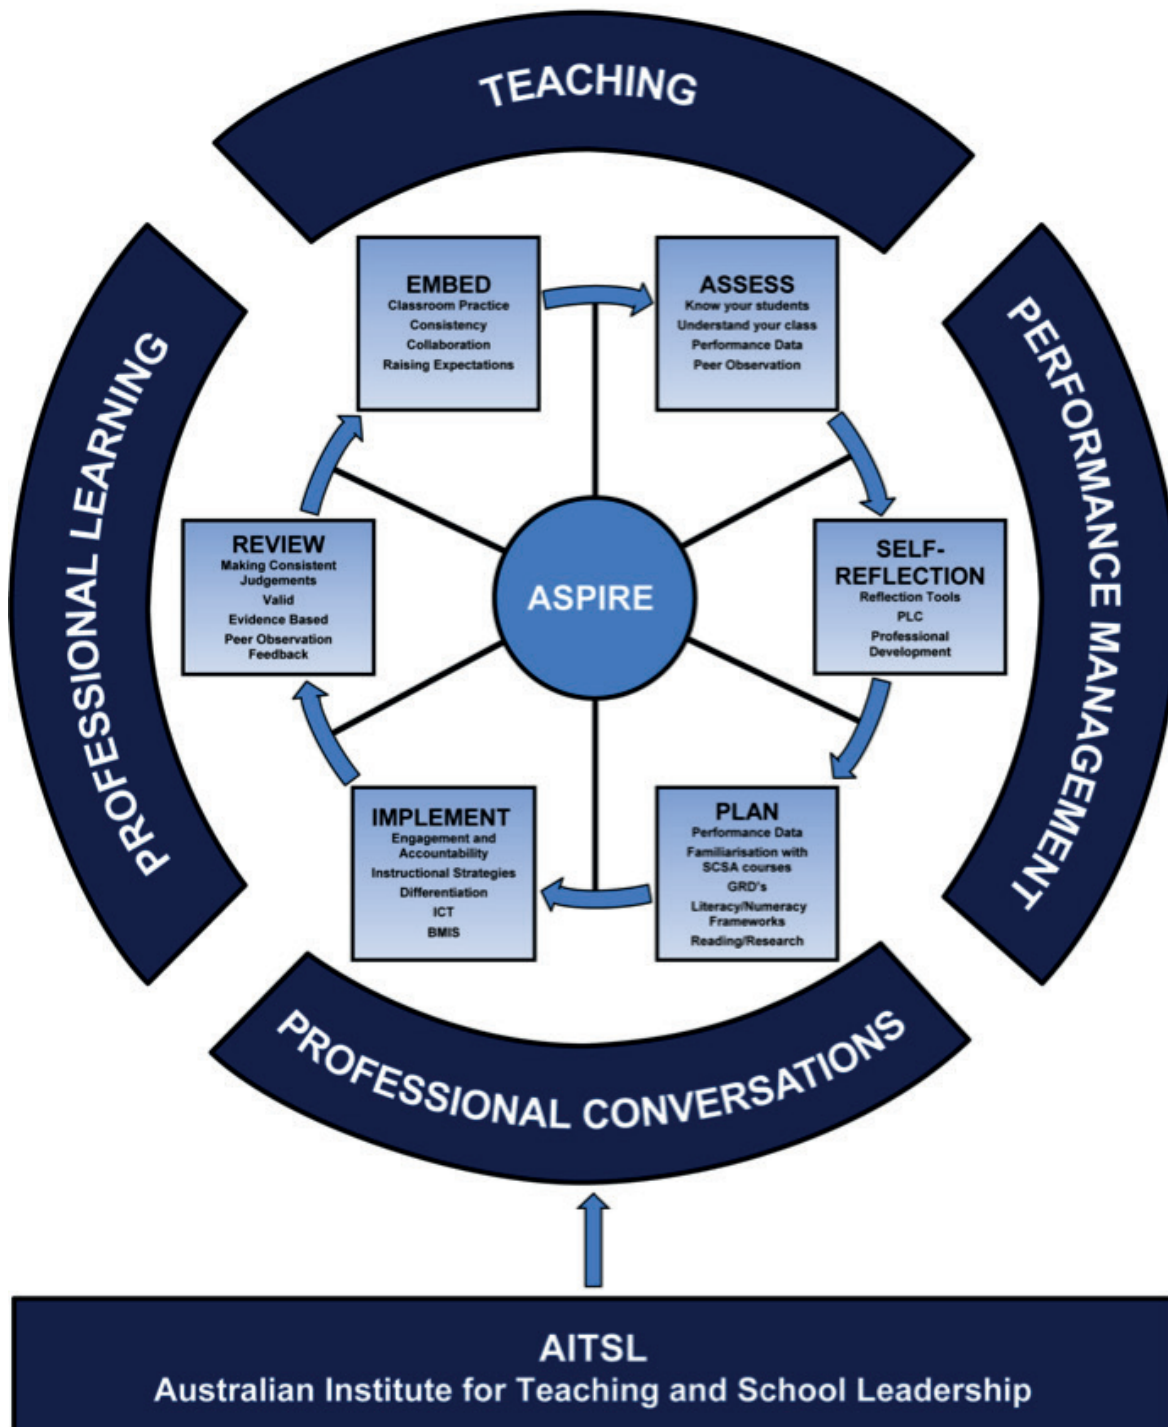 TEACHING
EMBED
Classroom Practice
Consistency
Collaboration
Raising Expectations
ASSESS
Know your students
Understand your class
Performance Data
Peer Observation
PROFESSIONAL LEARNING
PERFORMANCE MANAGEMENT
REVIEW
Making Consistent
Judgements
Valid
Evidence Based
Peer Observation
Feedback
ASPIRE
SELF-
REFLECTION
Reflection Tools
PLC
Professional
Development
IMPLEMENT
Engagement and
Accountability
Instructional Strategies
Differentiation
ICT
BMIS
PLAN
Performance Data
Familiarisation with
SCSA courses
GRD's
Literacy/Numeracy
Frameworks
Reading/Research
PROFESSIONAL CONVERSATIONS
AITSL
Australian Institute for Teaching and School Leadership